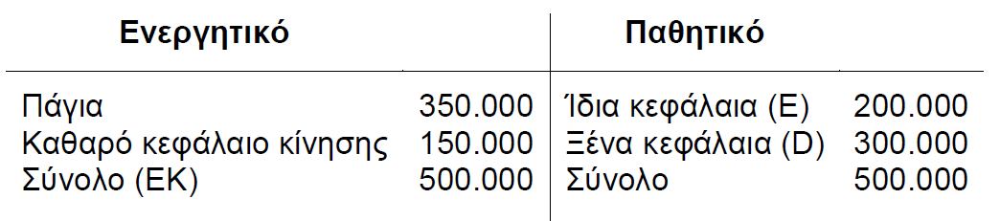 Ενεργητικό Παθητικό
Πάγια 350.000 Ίδια κεφάλαια (Ε) 200.000
Καθαρό κεφάλαιο κίνησης 150.000 Ξένα κεφάλαια (D) 300.000
Σύνολο (ΕΚ) 500.000 Σύνολο 500.000